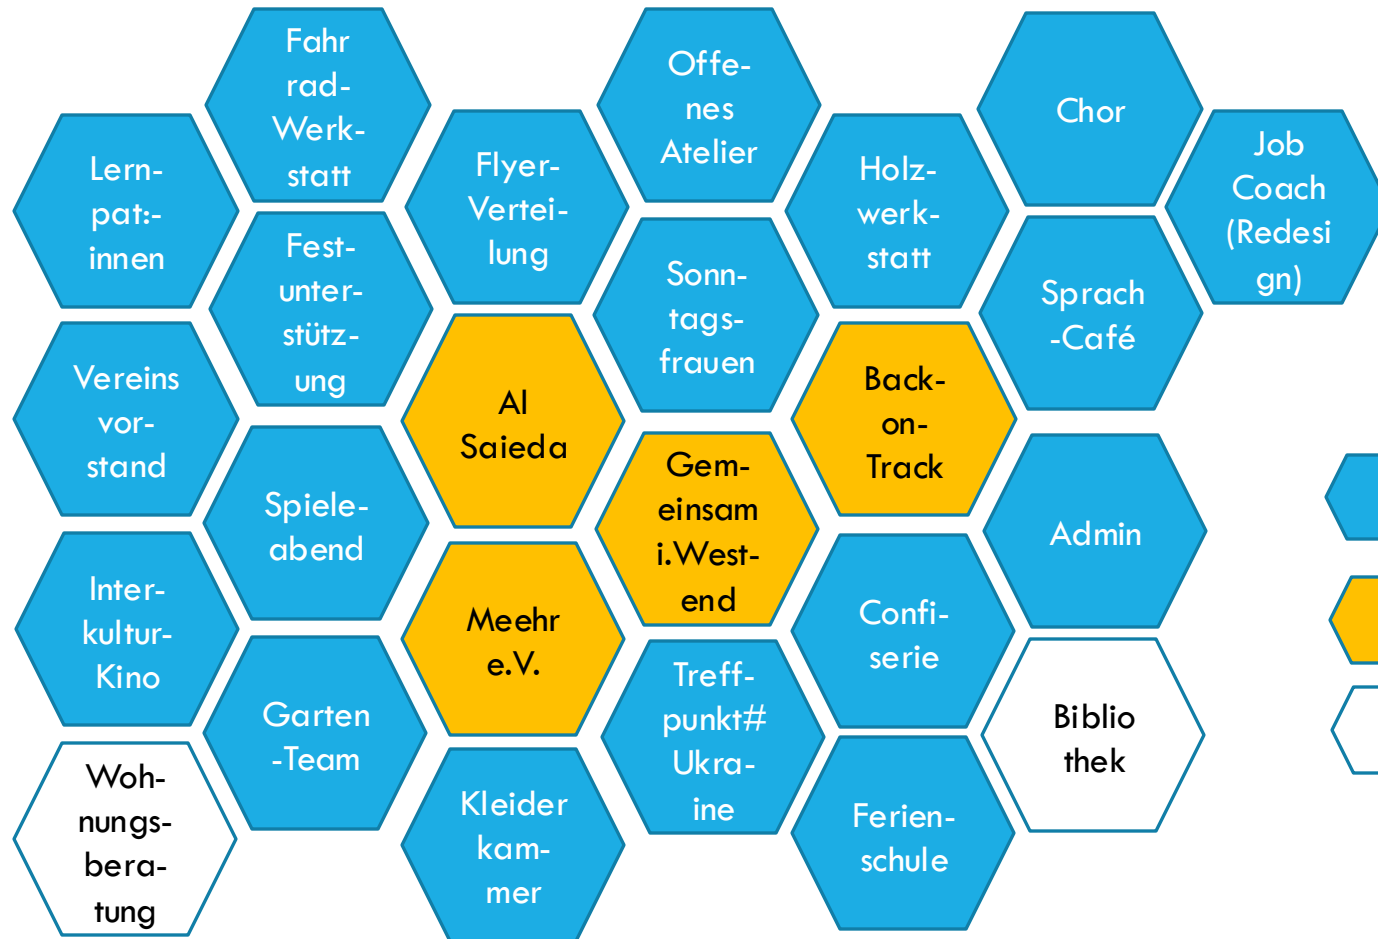 Fahr
rad-
Werk-
statt
Offe-
nes
Atelier
Chor
Lern-
pat:-
innen
Flyer-
Vertei-
lung
Holz-
werk-
statt
Job
Coach
(Redesi
gn)
Fest-
unter-
stütz-
ung
Sonn-
tags-
frauen
Sprach
-Café
Vereins
vor-
stand
Al
Saieda
Back-
on-
Track
Spiele-
abend
Gem-
einsam
i.West-
end
Admin
Inter-
kultur-
Kino
Meehr
e.V.
Confi-
serie
Garten
-Team
Treff-
punkt#
Ukra-
ine
Biblio
thek
Woh-
nungs-
bera-
tung
Kleider
kam-
mer
Ferien-
schule